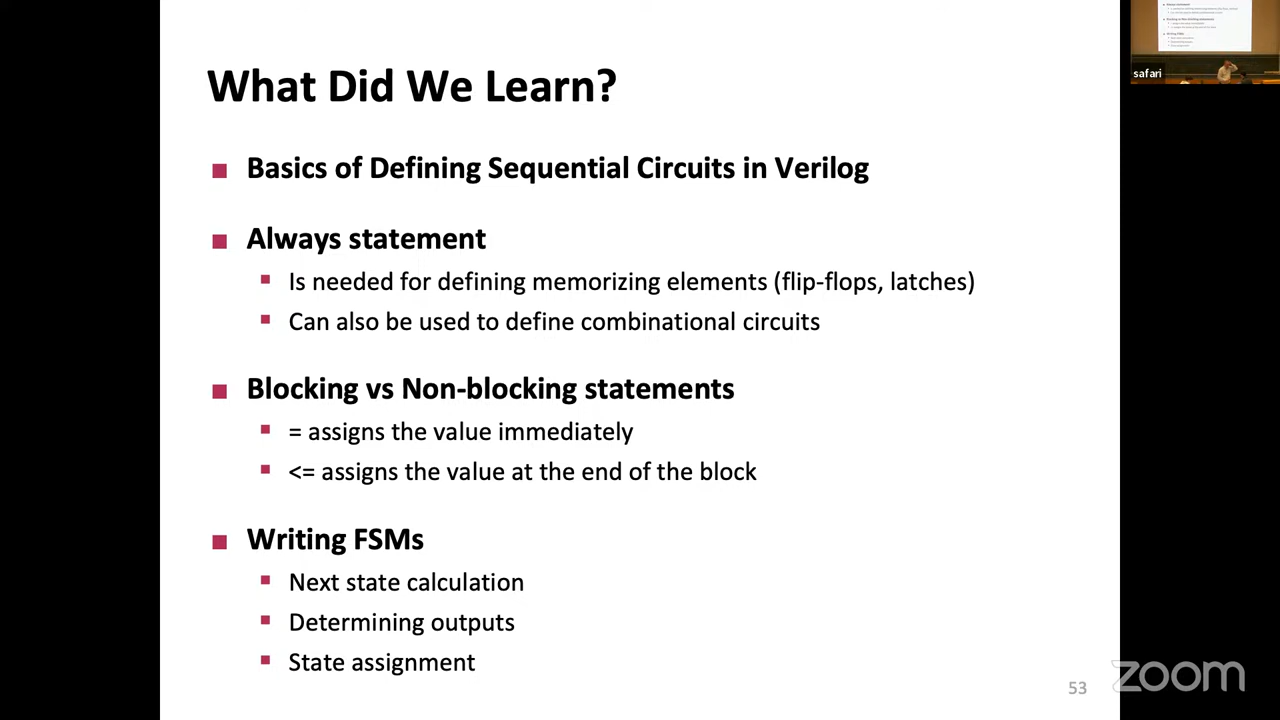 What Did We Learn?
Basics of Defining Sequential Circuits in Verilog
Always statement
Is needed for defining memorizing elements (flip-flops, latches)
Can also be used to define combinational circuits
Blocking vs Non-blocking statements
= assigns the value immediately
<= assigns the value at the end of the block
Writing FSMs
Next state calculation
Determining outputs
State assignment
53
zoom
safari